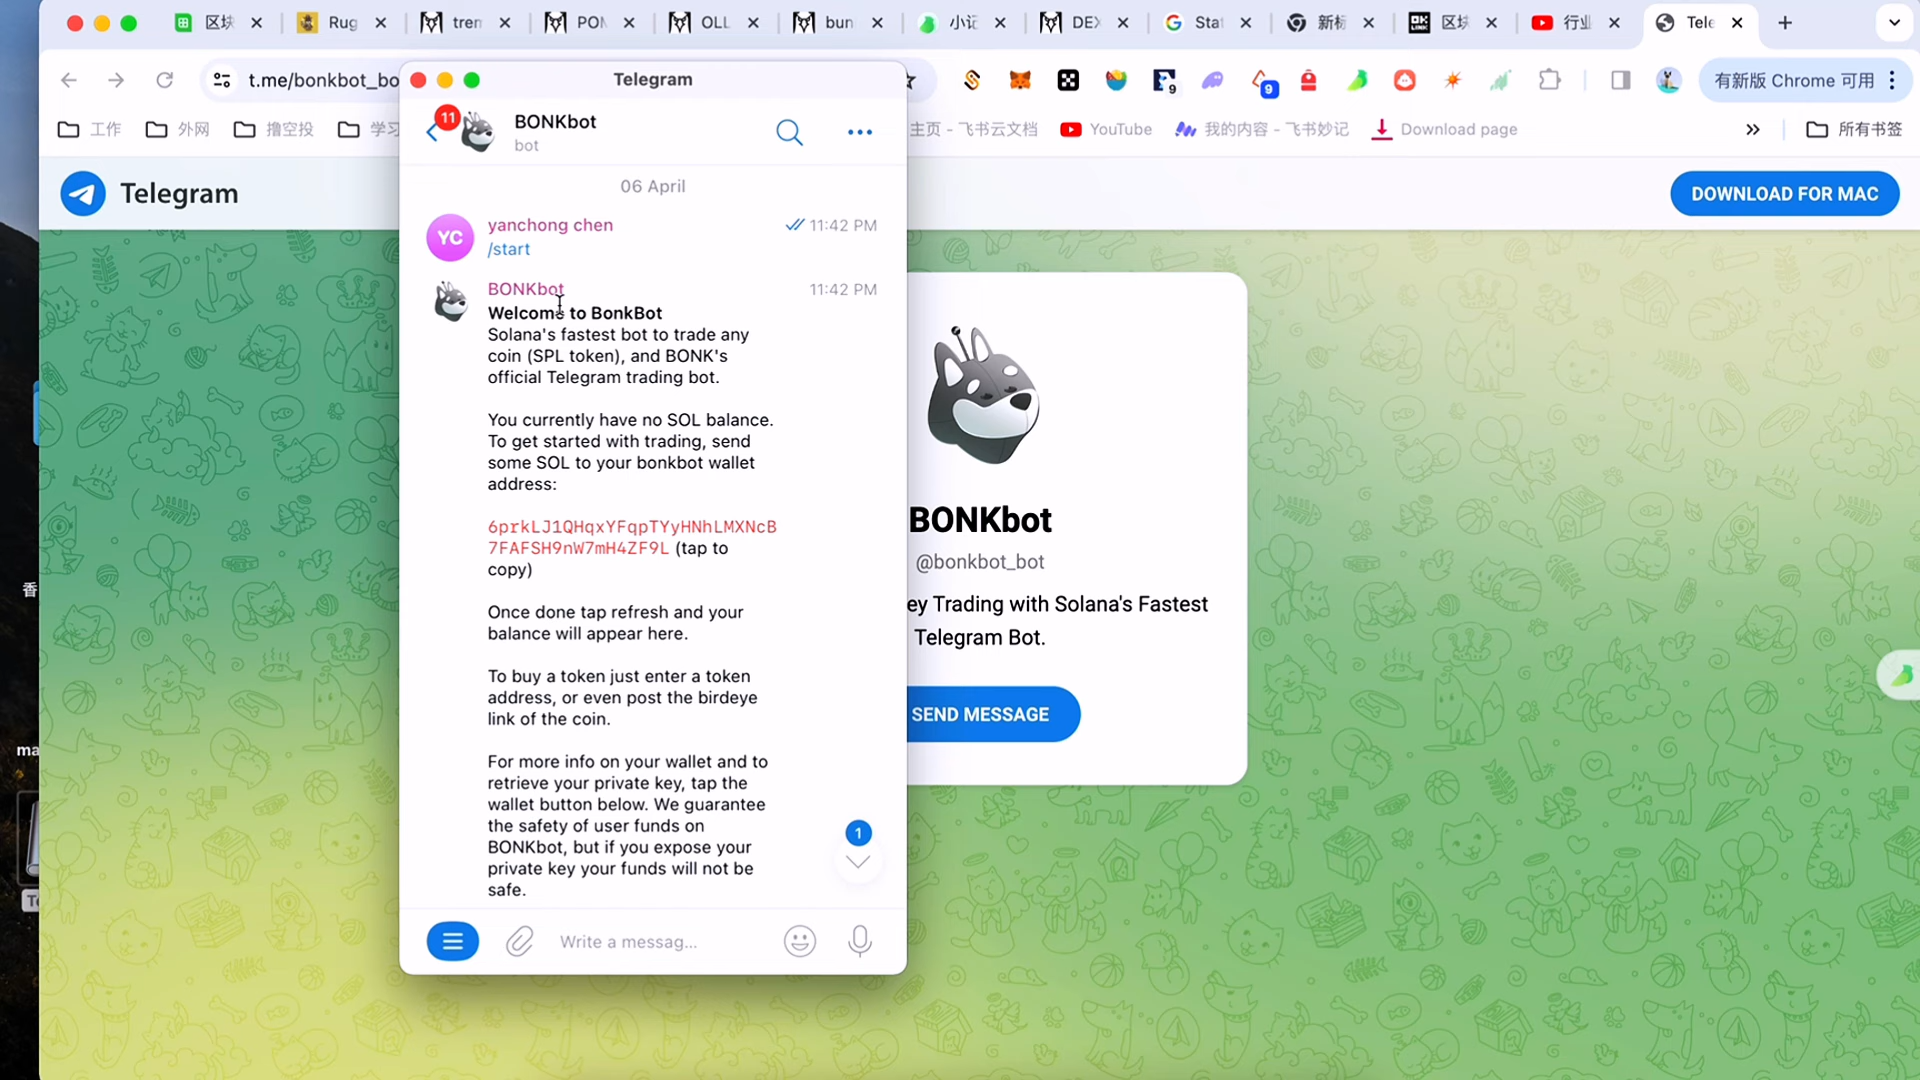 区块
Rug
tren
POM
OLL
bun
小记
DEX
Stat
新标
区块
行业
Tele
t.me/bonkbot_bo
9
9
有新版 Chrome 可用
工作
外网
撸空投
学习
主页 - 飞书云文档
YouTube
我的内容 - 飞书妙记
Download page
所有书签
Telegram
DOWNLOAD FOR MAC
Telegram
11
BONKbot
bot
06 April
YC
yanchong chen
11:42 PM
/start
BONKbot
11:42 PM
Welcome to BonkBot
Solana's fastest bot to trade any
coin (SPL token), and BONK's
official Telegram trading bot.
You currently have no SOL balance.
To get started with trading, send
some SOL to your bonkbot wallet
address:
6prkLJ1QHqxYFqpTYyHNhLMXNcB
7FAFSH9nW7mH4ZF9L (tap to
copy)
Once done tap refresh and your
balance will appear here.
To buy a token just enter a token
address, or even post the birdeye
link of the coin.
For more info on your wallet and to
retrieve your private key, tap the
wallet button below. We guarantee
the safety of user funds on
BONKbot, but if you expose your
private key your funds will not be
safe.
1
Write a messag...
BONKbot
@bonkbot_bot
ey Trading with Solana's Fastest
Telegram Bot.
SEND MESSAGE
香
ma